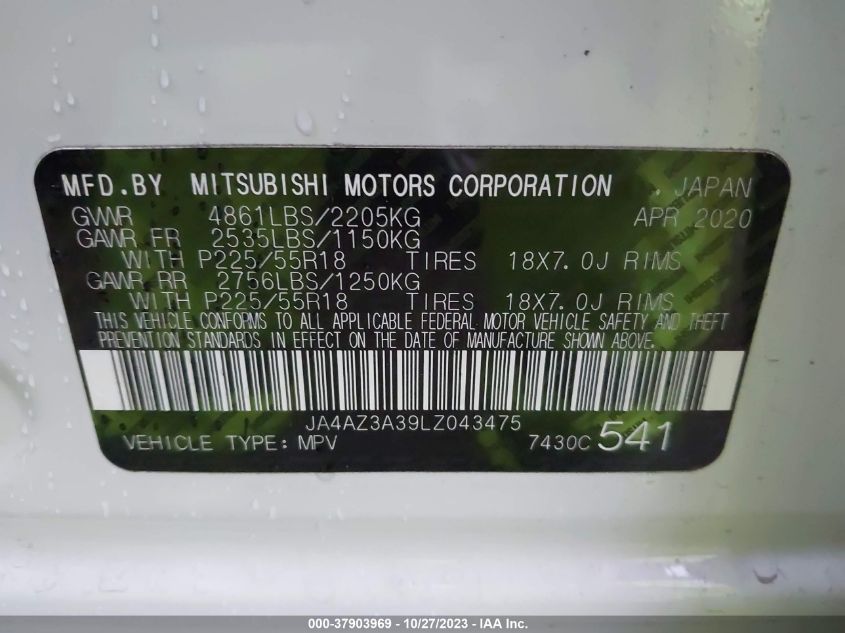 MFD.BY MITSUBISHI MOTORS CORPORATION , JAPAN
GVWR 4861LBS/2205KG APR 2020
GAWR FR 2535LBS/1150KG
WITH P225/55R18 TIRES 18X7.0J RIMS
GAWR RR 2756LBS/1250KG
WITH P225/55R18 TIRES 18X7.0J RIMS
THIS VEHICLE CONFORMS TO ALL APPLICABLE FEDERAL MOTOR VEHICLE SAFETY AND THEFT
PREVENTION STANDARDS IN EFFECT ON THE DATE OF MANUFACTURE SHOWN ABOVE.
JA4AZ3A39LZ043475
VEHICLE TYPE: MPV 7430C 541
000-37903969 - 10/27/2023 - IAA Inc.